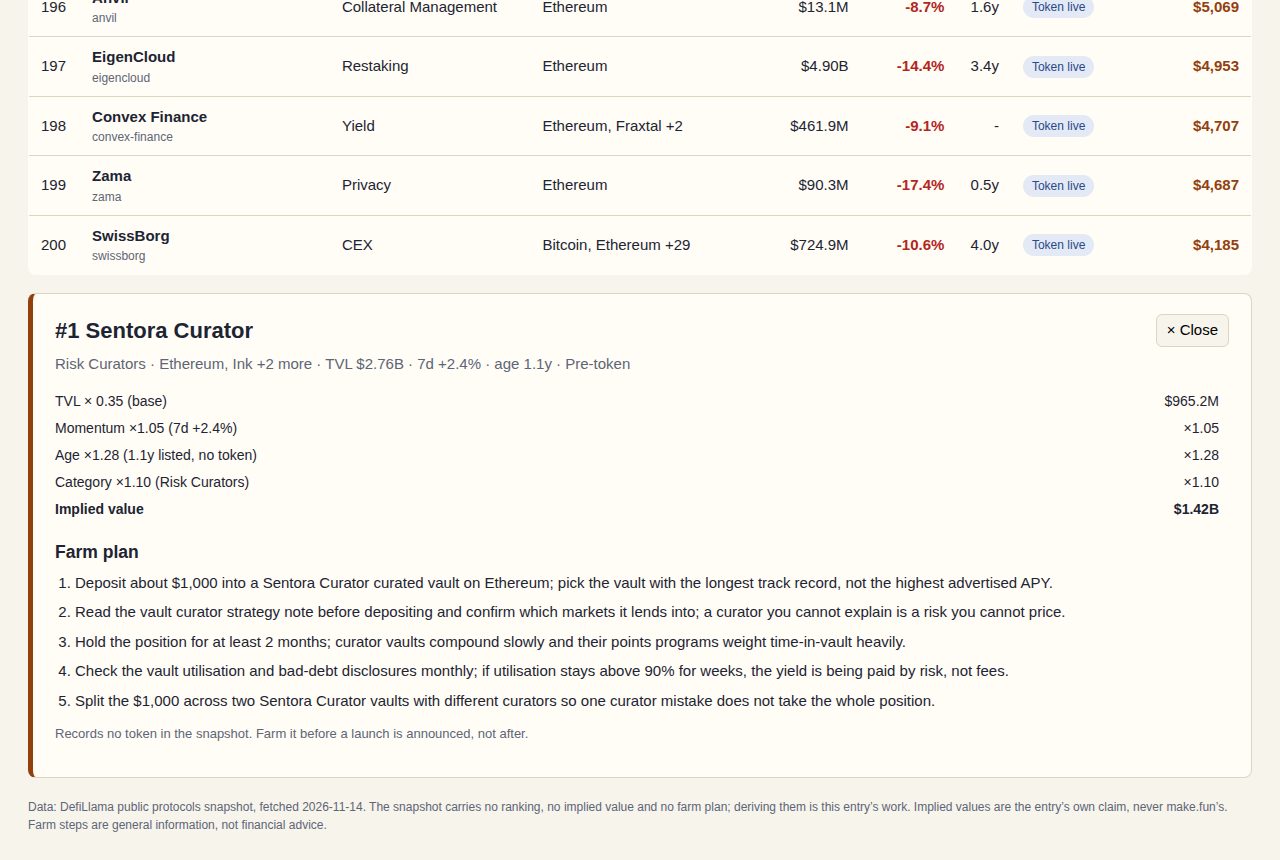 196 Anvil Collateral Management Ethereum $13.1M -8.7% 1.6y Token live $5,069
anvil
197 EigenCloud Restaking Ethereum $4.90B -14.4% 3.4y Token live $4,953
eigencloud
198 Convex Finance Yield Ethereum, Fraxtal +2 $461.9M -9.1% - Token live $4,707
convex-finance
199 Zama Privacy Ethereum $90.3M -17.4% 0.5y Token live $4,687
zama
200 SwissBorg CEX Bitcoin, Ethereum +29 $724.9M -10.6% 4.0y Token live $4,185
swissborg
#1 Sentora Curator
× Close
Risk Curators · Ethereum, Ink +2 more · TVL $2.76B · 7d +2.4% · age 1.1y · Pre-token
TVL × 0.35 (base) $965.2M
Momentum ×1.05 (7d +2.4%) ×1.05
Age ×1.28 (1.1y listed, no token) ×1.28
Category ×1.10 (Risk Curators) ×1.10
Implied value $1.42B
Farm plan
1. Deposit about $1,000 into a Sentora Curator curated vault on Ethereum; pick the vault with the longest track record, not the highest advertised APY.
2. Read the vault curator strategy note before depositing and confirm which markets it lends into; a curator you cannot explain is a risk you cannot price.
3. Hold the position for at least 2 months; curator vaults compound slowly and their points programs weight time-in-vault heavily.
4. Check the vault utilisation and bad-debt disclosures monthly; if utilisation stays above 90% for weeks, the yield is being paid by risk, not fees.
5. Split the $1,000 across two Sentora Curator vaults with different curators so one curator mistake does not take the whole position.
Records no token in the snapshot. Farm it before a launch is announced, not after.
Data: DefiLlama public protocols snapshot, fetched 2026-11-14. The snapshot carries no ranking, no implied value and no farm plan; deriving them is this entry’s work. Implied values are the entry’s own claim, never make.fun’s.
Farm steps are general information, not financial advice.